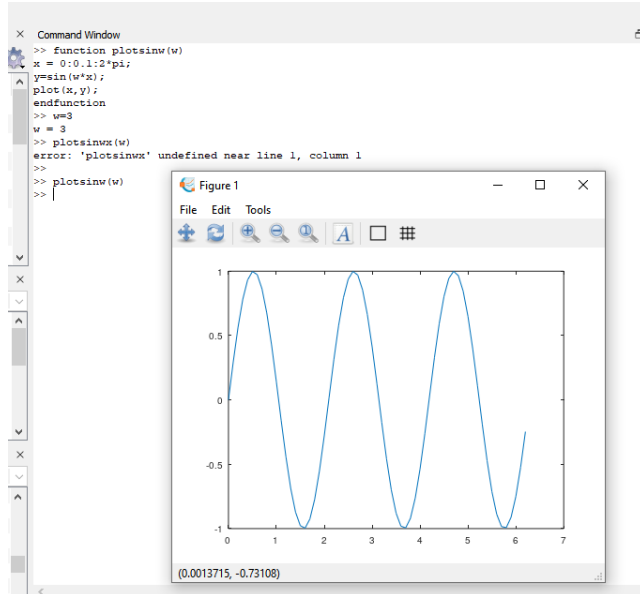 Command Window
>> function plotsinw(w)
x = 0:0.1:2*pi;
y=sin(w*x);
plot(x,y);
endfunction
>> w=3
w = 3
>> plotsinwx(w)
error: 'plotsinwx' undefined near line 1, column 1
>>
>> plotsinw(w)
>>
Figure 1
File Edit Tools
A
1
0.5
0
-0.5
-1
0 1 2 3 4 5 6 7
(0.0013715, -0.73108)